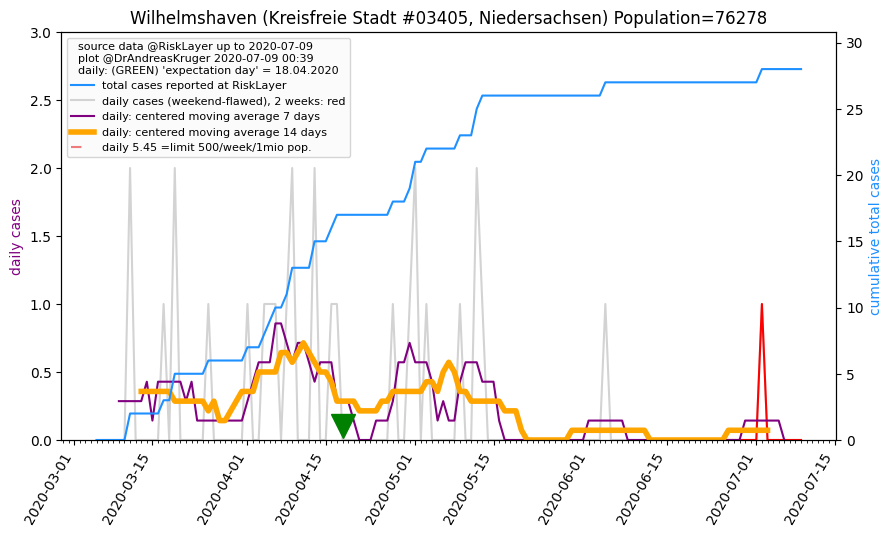 Wilhelmshaven (Kreisfreie Stadt #03405, Niedersachsen) Population=76278
source data @RiskLayer up to 2020-07-09
plot @DrAndreasKruger 2020-07-09 00:39
daily: (GREEN) 'expectation day' = 18.04.2020
total cases reported at RiskLayer
daily cases (weekend-flawed), 2 weeks: red
daily: centered moving average 7 days
daily: centered moving average 14 days
daily 5.45 =limit 500/week/1mio pop.
daily cases
3.0
2.5
2.0
1.5
1.0
0.5
0.0
cumulative total cases
30
25
20
15
10
5
0
2020-03-01
2020-03-15
2020-04-01
2020-04-15
2020-05-01
2020-05-15
2020-06-01
2020-06-15
2020-07-01
2020-07-15